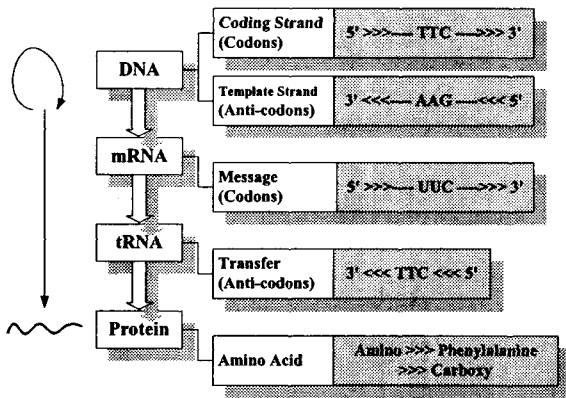 DNA
Coding Strand
(Codons)
5' >>>— TTC —>>> 3'
Template Strand
(Anti-codons)
3' <<<— AAG —<<< 5'
mRNA
Message
(Codons)
5' >>>— UUC —>>> 3'
tRNA
Transfer
(Anti-codons)
3' <<< TTC <<< 5'
Protein
Amino Acid
Amino >>> Phenylalanine
>>> Carboxy